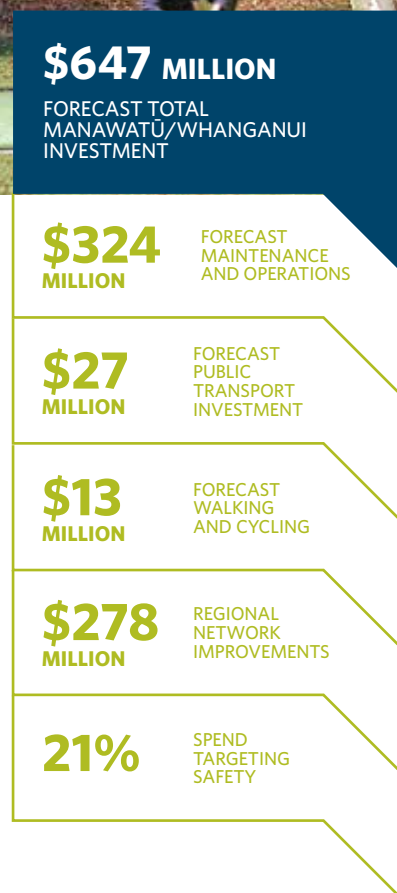 $647 MILLION
FORECAST TOTAL
MANAWATŪ/WHANGANUI
INVESTMENT
$324
MILLION
FORECAST
MAINTENANCE
AND OPERATIONS
$27
MILLION
FORECAST
PUBLIC
TRANSPORT
INVESTMENT
$13
MILLION
FORECAST
WALKING
AND CYCLING
$278
MILLION
REGIONAL
NETWORK
IMPROVEMENTS
21%
SPEND
TARGETING
SAFETY